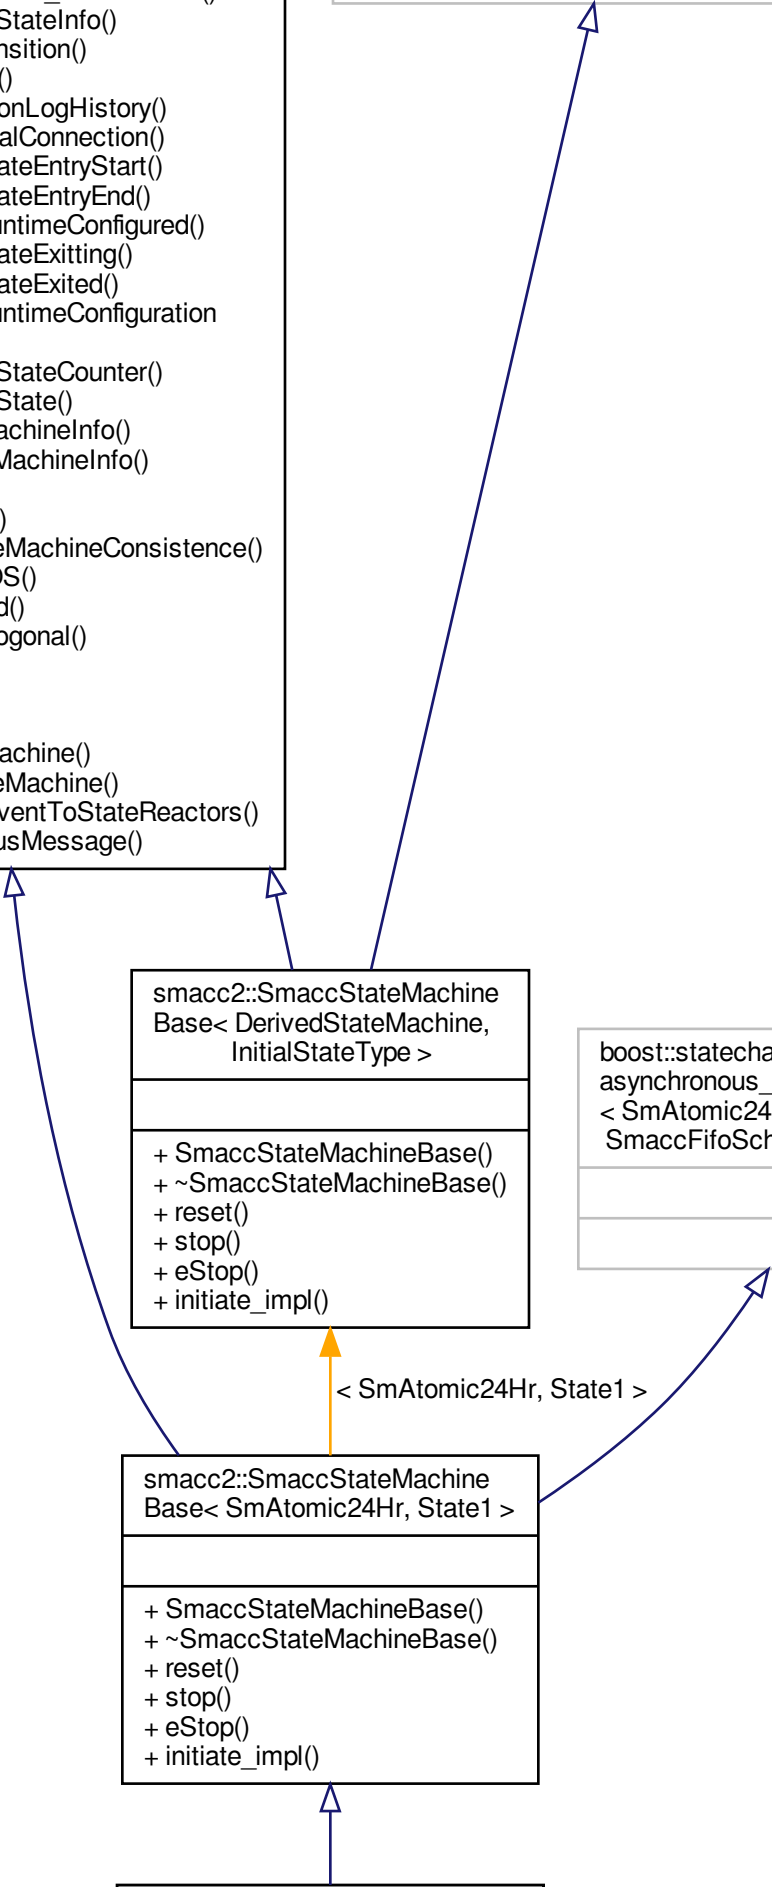 StateInfo()
nsition()
()
onLogHistory()
alConnection()
ateEntryStart()
ateEntryEnd()
untimeConfigured()
ateExitting()
ateExited()
untimeConfiguration
StateCounter()
State()
achineInfo()
MachineInfo()
)
eMachineConsistence()
OS()
d()
ogonal()
achine()
eMachine()
ventToStateReactors()
usMessage()
smacc2::SmaccStateMachine
Base< DerivedStateMachine,
InitialStateType >
+ SmaccStateMachineBase()
+ ~SmaccStateMachineBase()
+ reset()
+ stop()
+ eStop()
+ initiate_impl()
boost::statecha
asynchronous_
< SmAtomic24
SmaccFifoSch
< SmAtomic24Hr, State1 >
smacc2::SmaccStateMachine
Base< SmAtomic24Hr, State1 >
+ SmaccStateMachineBase()
+ ~SmaccStateMachineBase()
+ reset()
+ stop()
+ eStop()
+ initiate_impl()